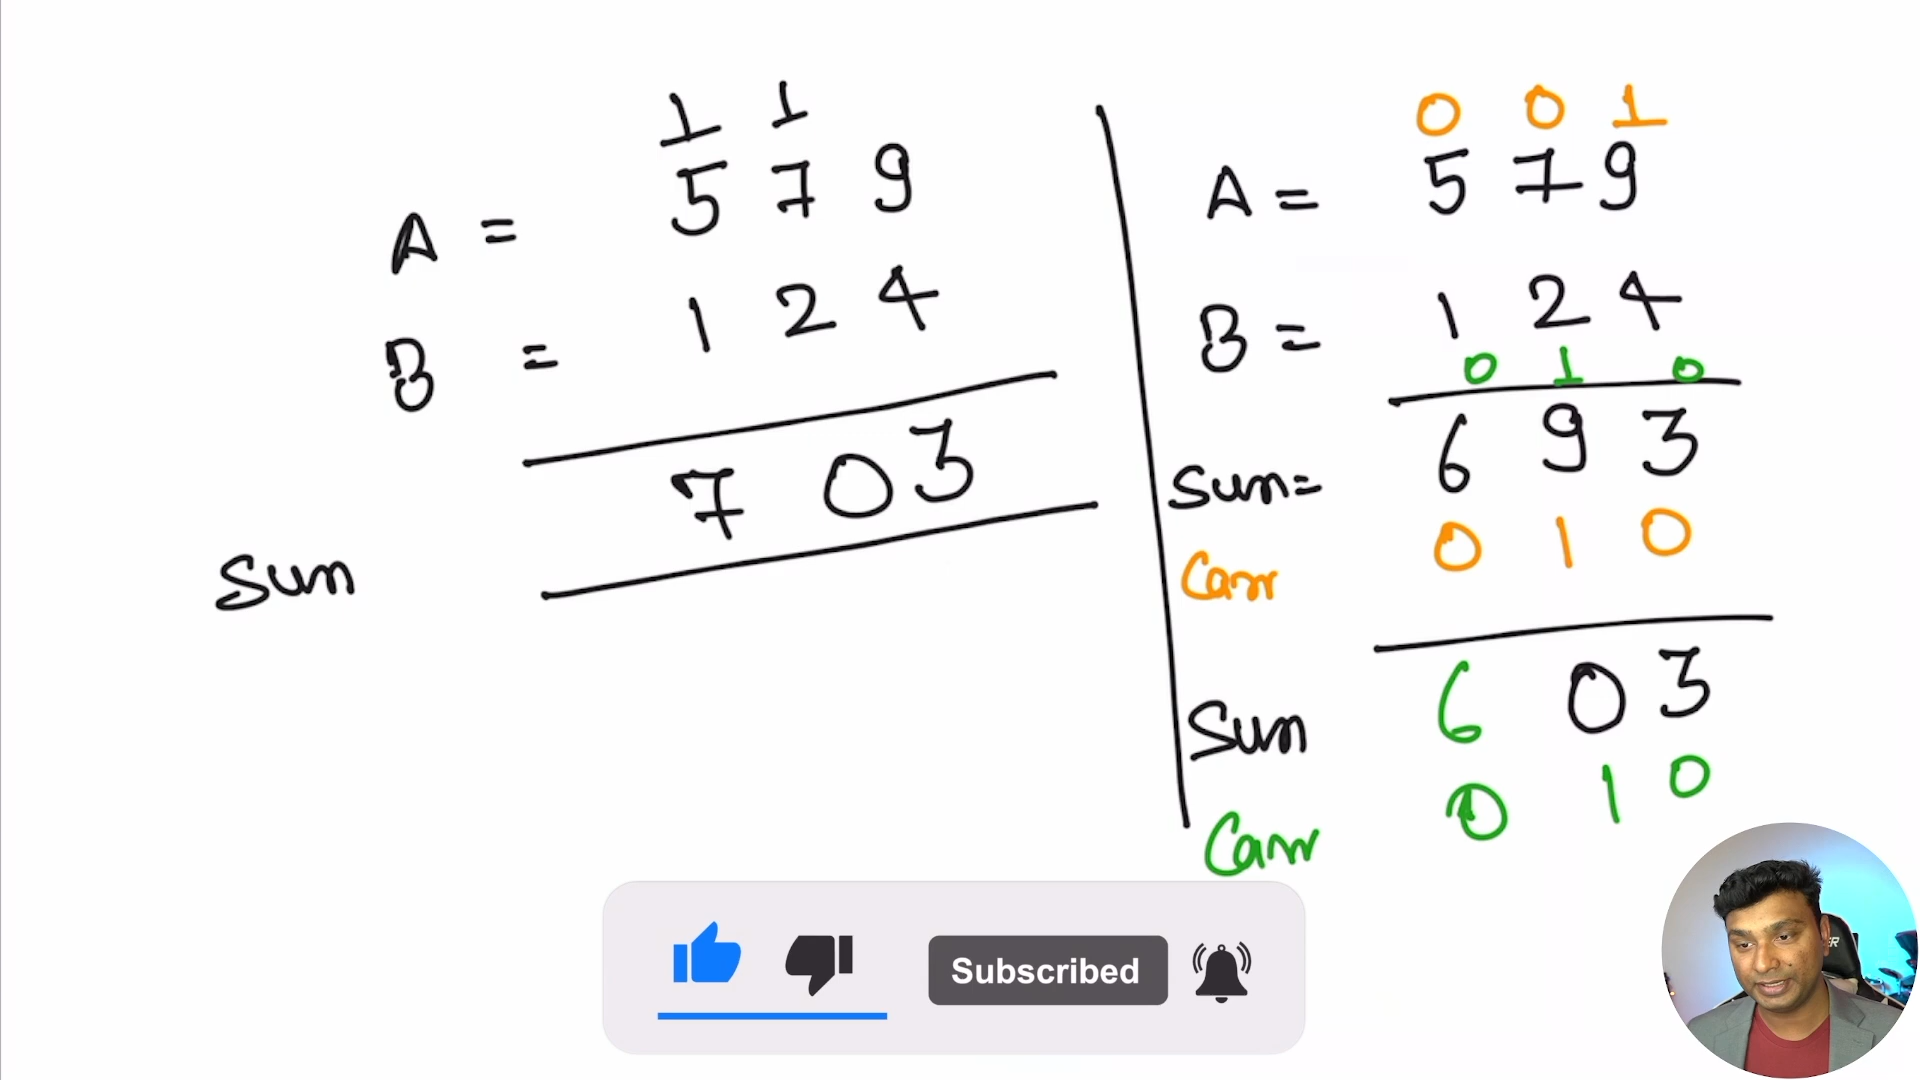 1 1
A = 5 7 9
B = 1 2 4
7 0 3
Sum
0 0 1
A = 5 7 9
B = 1 2 4
0 1 0
Sum= 6 9 3
Carr 0 1 0
Sum 6 0 3
Carr 0 1 0
Subscribed